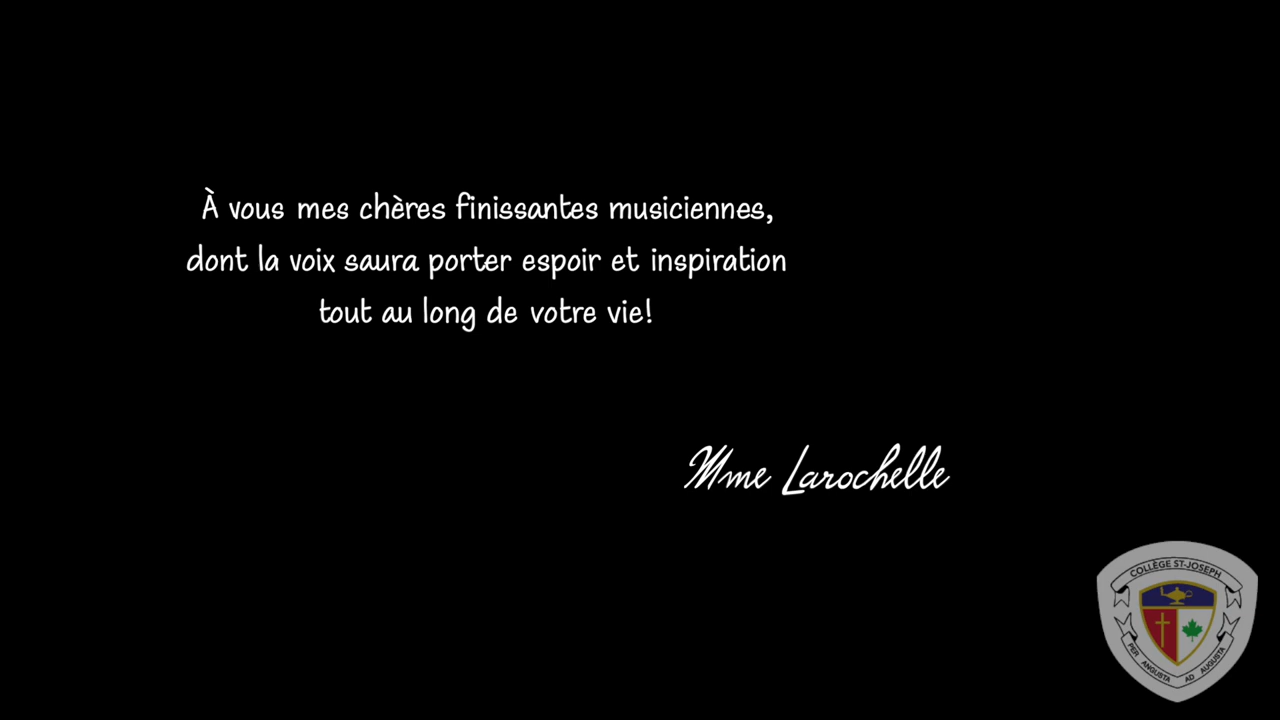 À vous mes chères finissantes musiciennes,
dont la voix saura porter espoir et inspiration
tout au long de votre vie!
Mme Larochelle
COLLÈGE ST-JOSEPH
PER ANGUSTA AD AUGUSTA